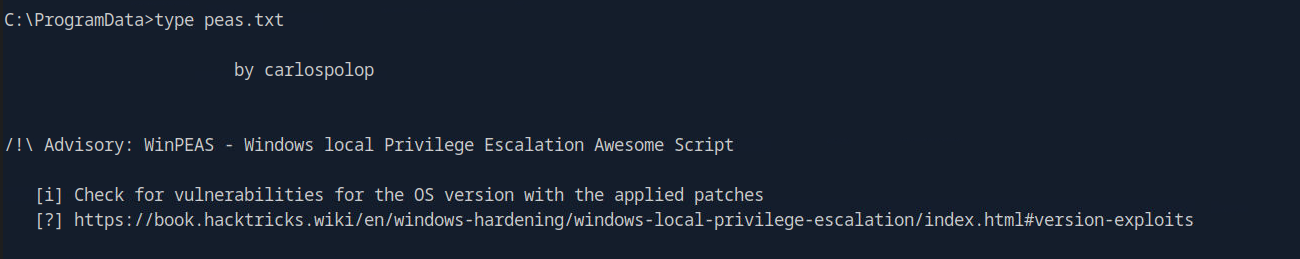 C:\ProgramData>type peas.txt
by carlospolop
/!\ Advisory: WinPEAS - Windows local Privilege Escalation Awesome Script
[i] Check for vulnerabilities for the OS version with the applied patches
[?] https://book.hacktricks.wiki/en/windows-hardening/windows-local-privilege-escalation/index.html#version-exploits